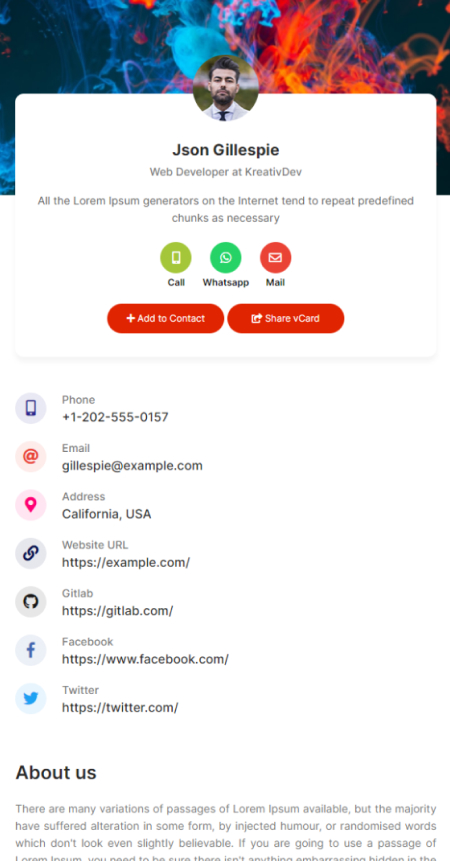 Json Gillespie
Web Developer at KreativDev
All the Lorem Ipsum generators on the Internet tend to repeat predefined
chunks as necessary
Call Whatsapp Mail
Add to Contact Share vCard
Phone
+1-202-555-0157
Email
gillespie@example.com
Address
California, USA
Website URL
https://example.com/
Gitlab
https://gitlab.com/
Facebook
https://www.facebook.com/
Twitter
https://twitter.com/
About us
There are many variations of passages of Lorem Ipsum available, but the majority
have suffered alteration in some form, by injected humour, or randomised words
which don't look even slightly believable. If you are going to use a passage of
Lorem Ipsum, you need to be sure there isn't anything embarrassing hidden in the